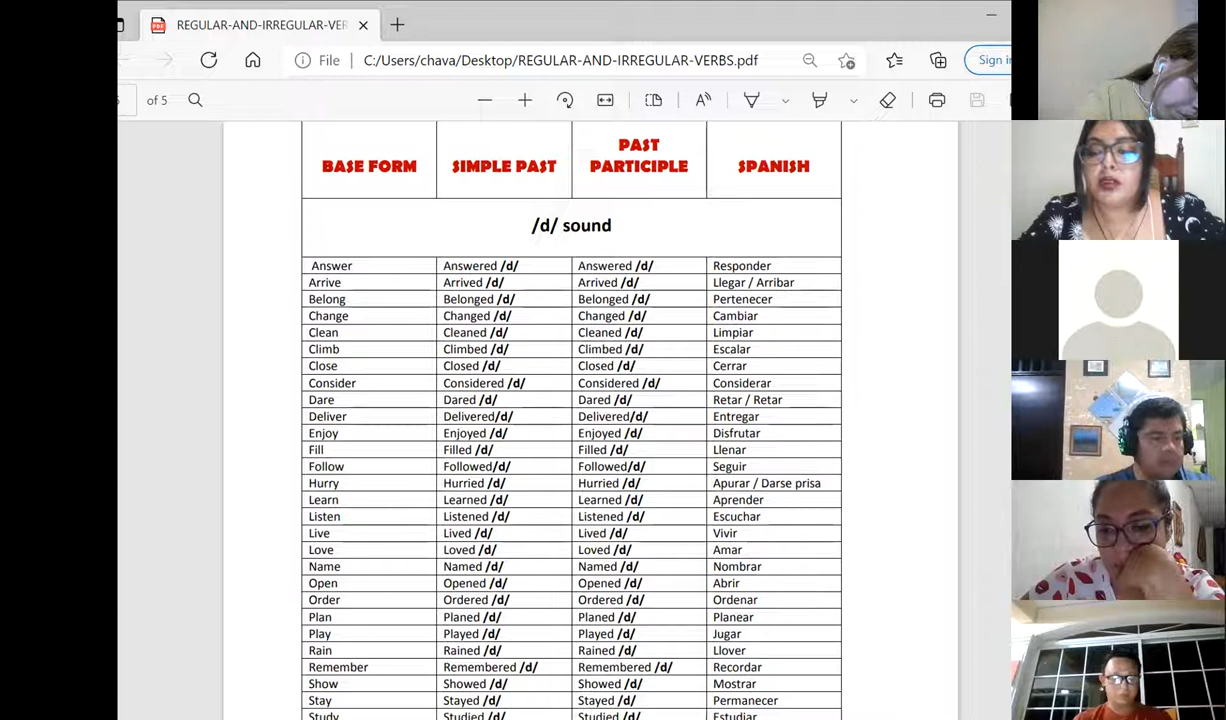 REGULAR-AND-IRREGULAR-VER
File C:/Users/chava/Desktop/REGULAR-AND-IRREGULAR-VERBS.pdf Sign in
of 5
BASE FORM SIMPLE PAST PAST PARTICIPLE SPANISH
/d/ sound
Answer Answered /d/ Answered /d/ Responder
Arrive Arrived /d/ Arrived /d/ Llegar / Arribar
Belong Belonged /d/ Belonged /d/ Pertenecer
Change Changed /d/ Changed /d/ Cambiar
Clean Cleaned /d/ Cleaned /d/ Limpiar
Climb Climbed /d/ Climbed /d/ Escalar
Close Closed /d/ Closed /d/ Cerrar
Consider Considered /d/ Considered /d/ Considerar
Dare Dared /d/ Dared /d/ Retar / Retar
Deliver Delivered/d/ Delivered/d/ Entregar
Enjoy Enjoyed /d/ Enjoyed /d/ Disfrutar
Fill Filled /d/ Filled /d/ Llenar
Follow Followed/d/ Followed/d/ Seguir
Hurry Hurried /d/ Hurried /d/ Apurar / Darse prisa
Learn Learned /d/ Learned /d/ Aprender
Listen Listened /d/ Listened /d/ Escuchar
Live Lived /d/ Lived /d/ Vivir
Love Loved /d/ Loved /d/ Amar
Name Named /d/ Named /d/ Nombrar
Open Opened /d/ Opened /d/ Abrir
Order Ordered /d/ Ordered /d/ Ordenar
Plan Planed /d/ Planed /d/ Planear
Play Played /d/ Played /d/ Jugar
Rain Rained /d/ Rained /d/ Llover
Remember Remembered /d/ Remembered /d/ Recordar
Show Showed /d/ Showed /d/ Mostrar
Stay Stayed /d/ Stayed /d/ Permanecer
Study Studied /d/ Studied /d/ Estudiar